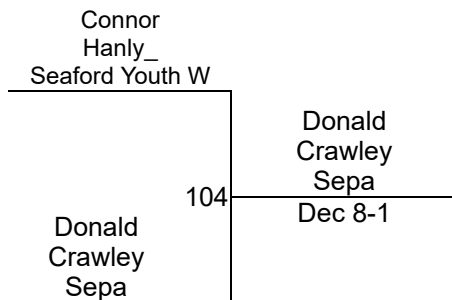 Connor
Hanly_
Seaford Youth W
Donald
Crawley
Sepa
104
Dec 8-1
Donald
Crawley
Sepa